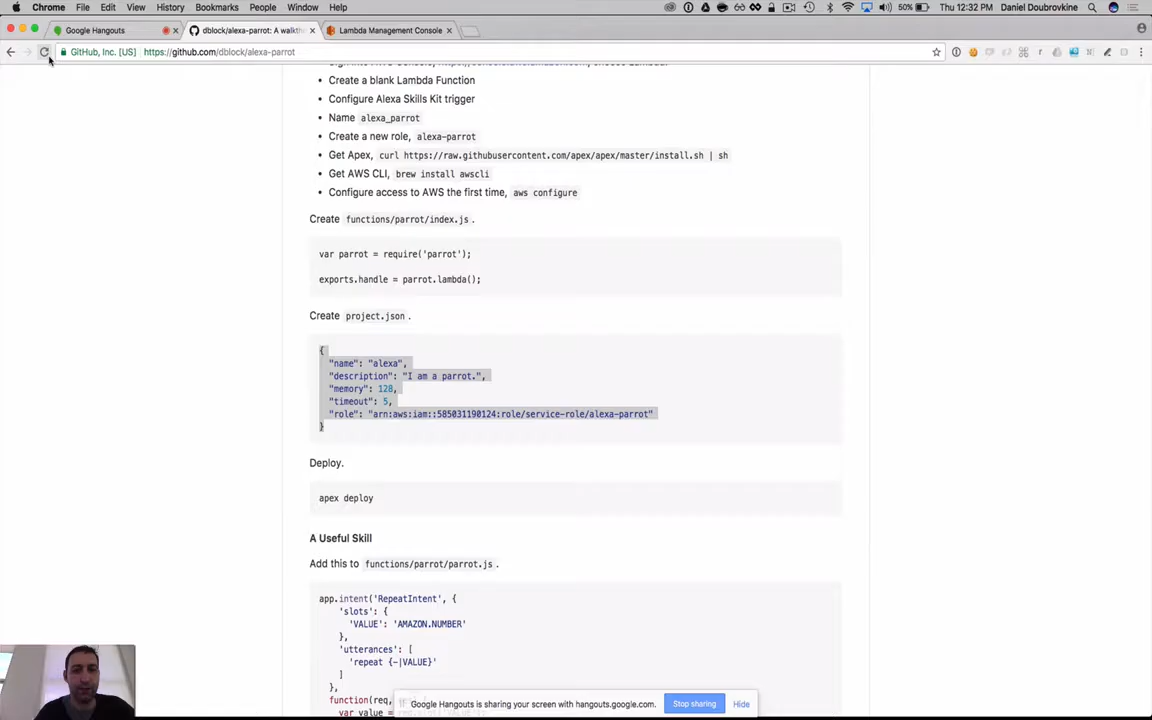 Chrome File Edit View History Bookmarks People Window Help 50% Thu 12:32 PM Daniel Doubrovkine
Google Hangouts dblock/alexa-parrot: A walkth Lambda Management Console
GitHub, Inc. [US] https://github.com/dblock/alexa-parrot
• Create a blank Lambda Function
• Configure Alexa Skills Kit trigger
• Name alexa_parrot
• Create a new role, alexa-parrot
• Get Apex, curl https://raw.githubusercontent.com/apex/apex/master/install.sh | sh
• Get AWS CLI, brew install awscli
• Configure access to AWS the first time, aws configure
Create functions/parrot/index.js.
var parrot = require('parrot');
exports.handle = parrot.lambda();
Create project.json.
{
"name": "alexa",
"description": "I am a parrot.",
"memory": 128,
"timeout": 5,
"role": "arn:aws:iam::585031190124:role/service-role/alexa-parrot"
}
Deploy.
apex deploy
A Useful Skill
Add this to functions/parrot/parrot.js.
app.intent('RepeatIntent', {
'slots': {
'VALUE': 'AMAZON.NUMBER'
},
'utterances': [
'repeat {-|VALUE}'
]
},
function(req,
var value =
Google Hangouts is sharing your screen with hangouts.google.com. Stop sharing Hide